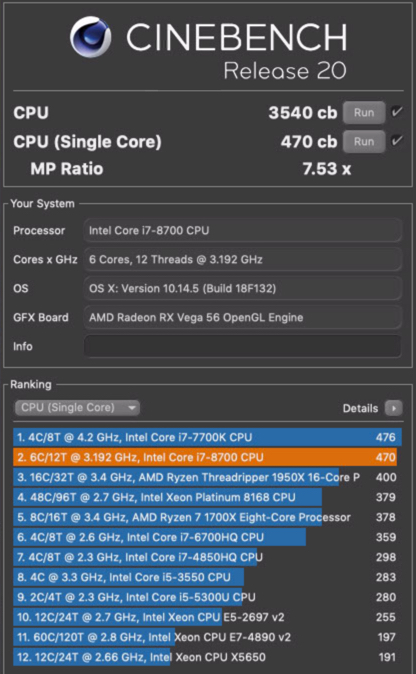 CINEBENCH
Release 20
CPU 3540 cb Run
CPU (Single Core) 470 cb Run
MP Ratio 7.53 x
Your System
Processor Intel Core i7-8700 CPU
Cores x GHz 6 Cores, 12 Threads @ 3.192 GHz
OS OS X: Version 10.14.5 (Build 18F132)
GFX Board AMD Radeon RX Vega 56 OpenGL Engine
Info
Ranking
CPU (Single Core) Details
1. 4C/8T @ 4.2 GHz, Intel Core i7-7700K CPU 476
2. 6C/12T @ 3.192 GHz, Intel Core i7-8700 CPU 470
3. 16C/32T @ 3.4 GHz, AMD Ryzen Threadripper 1950X 16-Core P 400
4. 48C/96T @ 2.7 GHz, Intel Xeon Platinum 8168 CPU 379
5. 8C/16T @ 3.4 GHz, AMD Ryzen 7 1700X Eight-Core Processor 378
6. 4C/8T @ 2.6 GHz, Intel Core i7-6700HQ CPU 359
7. 4C/8T @ 2.3 GHz, Intel Core i7-4850HQ CPU 298
8. 4C @ 3.3 GHz, Intel Core i5-3550 CPU 283
9. 2C/4T @ 2.3 GHz, Intel Core i5-5300U CPU 280
10. 12C/24T @ 2.7 GHz, Intel Xeon CPU E5-2697 v2 255
11. 60C/120T @ 2.8 GHz, Intel Xeon CPU E7-4890 v2 197
12. 12C/24T @ 2.66 GHz, Intel Xeon CPU X5650 191